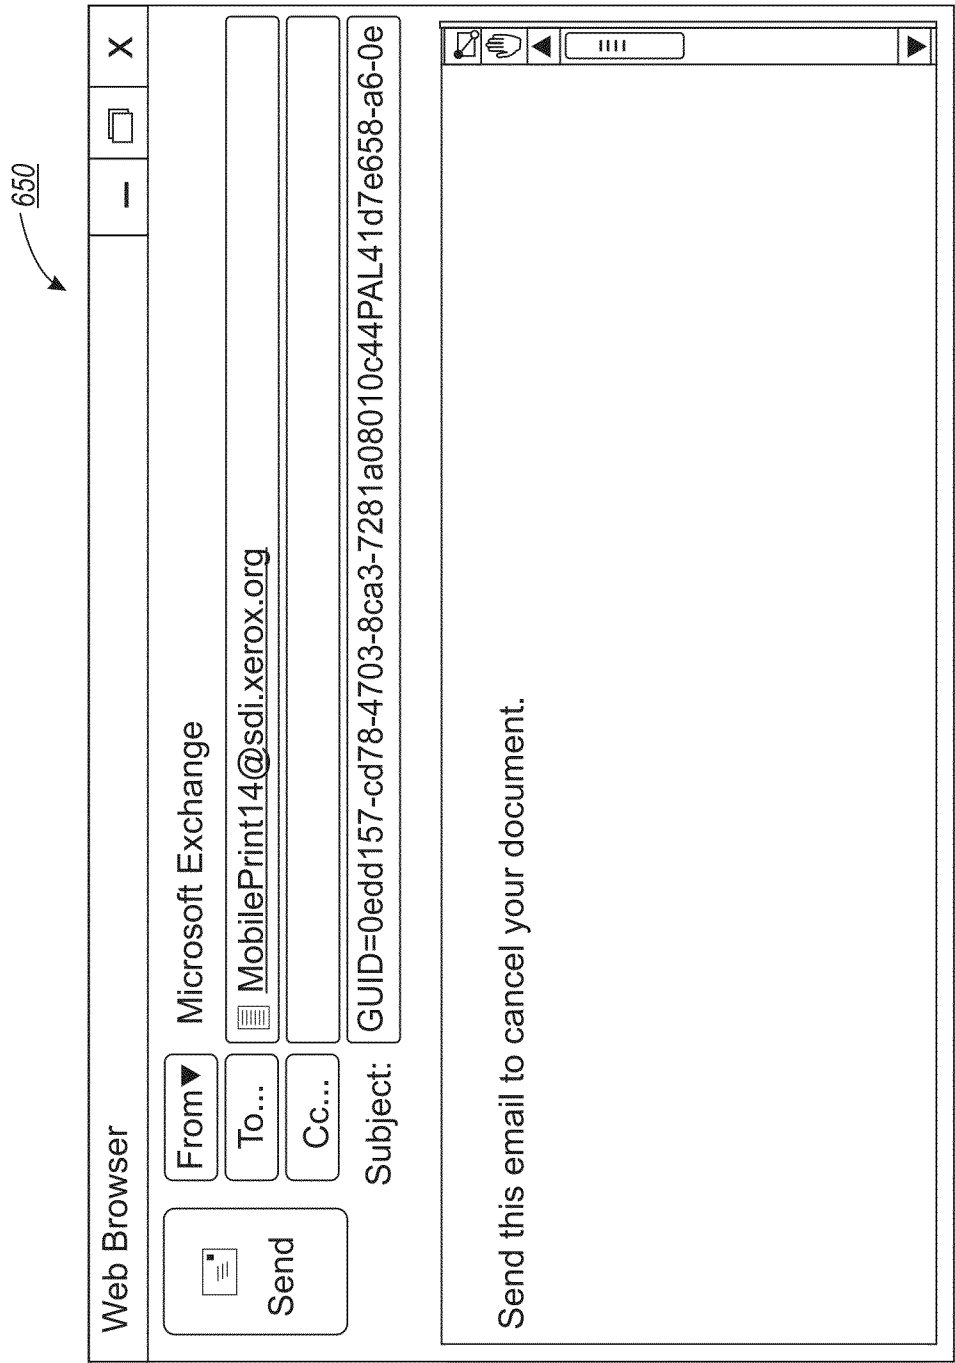 650
Web Browser
X
Send
From
Microsoft Exchange
To...
MobilePrint14@sdi.xerox.org
Cc...
Subject:
GUID=0edd157-cd78-4703-8ca3-7281a08010c44PAL41d7e658-a6-0e
Send this email to cancel your document.